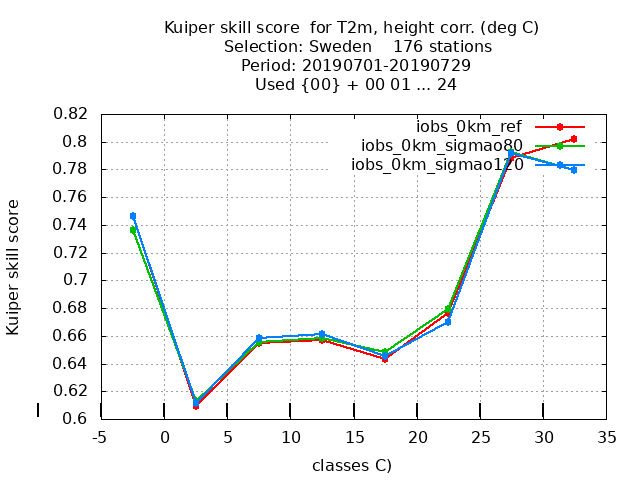 Kuiper skill score  for T2m, height corr. (deg C)
Selection: Sweden    176 stations
Period: 20190701-20190729
Used {00} + 00 01 ... 24
0.82
0.8
0.78
0.76
0.74
0.72
0.7
0.68
0.66
0.64
0.62
0.6
Kuiper skill score
iobs_0km_ref
iobs_0km_sigmao80
iobs_0km_sigmao120
-5
0
5
10
15
20
25
30
35
classes C)